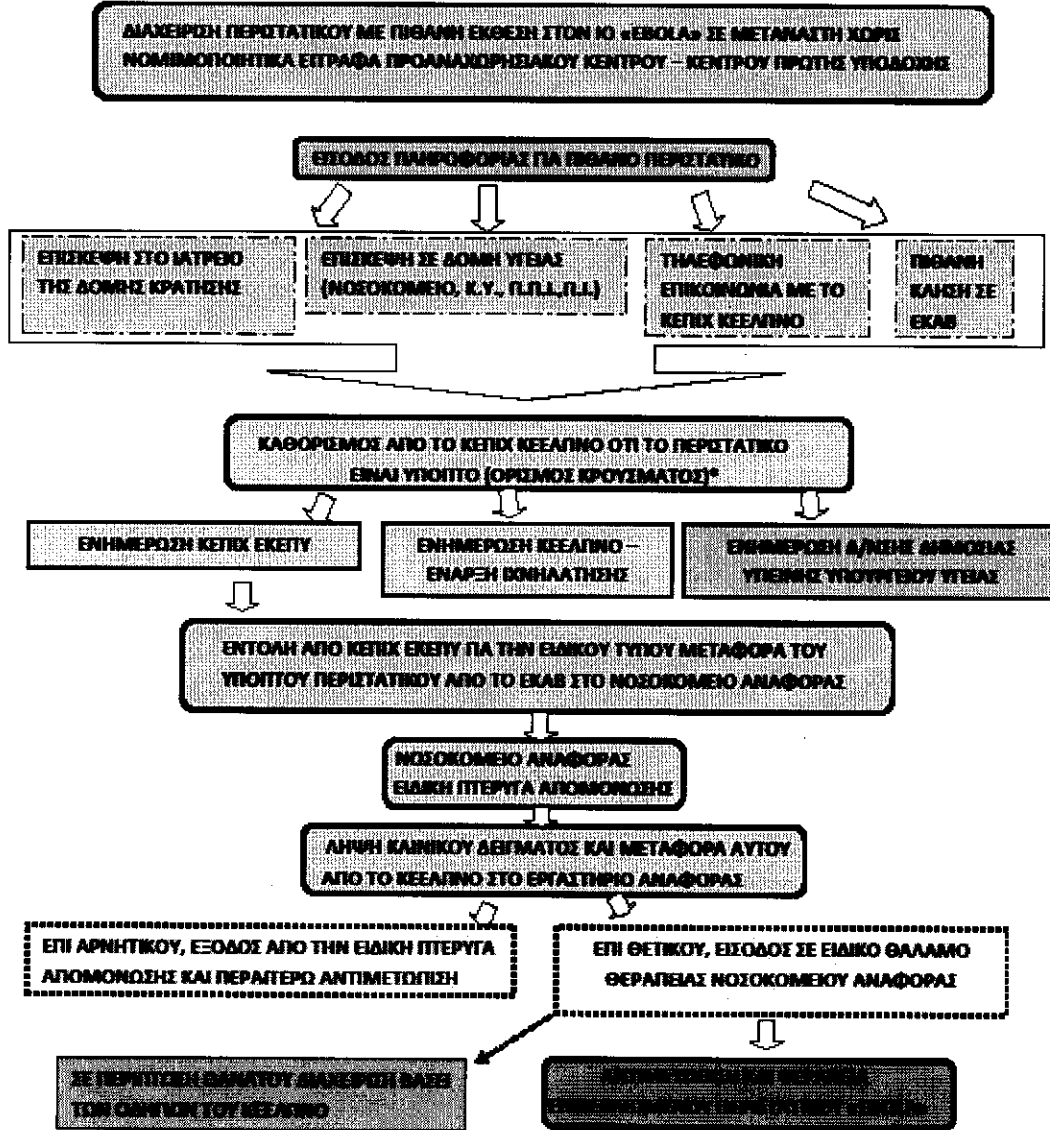 ΔΙΑΧΕΙΡΙΣΗ ΠΕΡΙΣΤΑΤΙΚΟΥ ΜΕ ΠΙΘΑΝΗ ΕΚΘΕΣΗ ΣΤΟΝ ΙΟ «EBOLA» ΣΕ ΜΕΤΑΝΑΣΤΗ ΧΩΡΙΣ
ΝΟΜΙΜΟΠΟΙΗΤΙΚΑ ΕΓΓΡΑΦΑ ΠΡΟΑΝΑΧΩΡΗΣΙΑΚΟΥ ΚΕΝΤΡΟΥ – ΚΕΝΤΡΟΥ ΠΡΩΤΗΣ ΥΠΟΔΟΧΗΣ
ΕΙΣΟΔΟΣ ΠΛΗΡΟΦΟΡΙΑΣ ΓΙΑ ΠΙΘΑΝΟ ΠΕΡΙΣΤΑΤΙΚΟ
ΕΠΙΣΚΕΨΗ ΣΤΟ ΙΑΤΡΕΙΟ
ΤΗΣ ΔΟΜΗΣ ΚΡΑΤΗΣΗΣ
ΕΠΙΣΚΕΨΗ ΣΕ ΔΟΜΗ ΥΓΕΙΑΣ
(ΝΟΣΟΚΟΜΕΙΟ, Κ.Υ., Π.Π.Ι.,Π.Ι.)
ΤΗΛΕΦΩΝΙΚΗ
ΕΠΙΚΟΙΝΩΝΙΑ ΜΕ ΤΟ
ΚΕΠΙΧ ΚΕΕΛΠΝΟ
ΠΙΘΑΝΗ
ΚΛΗΣΗ ΣΕ
ΕΚΑΒ
ΚΑΘΟΡΙΣΜΟΣ ΑΠΟ ΤΟ ΚΕΠΙΧ ΚΕΕΛΠΝΟ ΟΤΙ ΤΟ ΠΕΡΙΣΤΑΤΙΚΟ
ΕΙΝΑΙ ΥΠΟΠΤΟ (ΟΡΙΣΜΟΣ ΚΡΟΥΣΜΑΤΟΣ)*
ΕΝΗΜΕΡΩΣΗ ΚΕΠΙΧ ΕΚΕΠΥ
ΕΝΗΜΕΡΩΣΗ ΚΕΕΛΠΝΟ –
ΕΝΑΡΞΗ ΙΧΝΗΛΑΤΗΣΗΣ
ΕΝΗΜΕΡΩΣΗ Δ/ΝΣΗΣ ΔΗΜΟΣΙΑΣ
ΥΓΙΕΙΝΗΣ ΥΠΟΥΡΓΕΙΟΥ ΥΓΕΙΑΣ
ΕΝΤΟΛΗ ΑΠΟ ΚΕΠΙΧ ΕΚΕΠΥ ΓΙΑ ΤΗΝ ΕΙΔΙΚΟΥ ΤΥΠΟΥ ΜΕΤΑΦΟΡΑ ΤΟΥ
ΥΠΟΠΤΟΥ ΠΕΡΙΣΤΑΤΙΚΟΥ ΑΠΟ ΤΟ ΕΚΑΒ ΣΤΟ ΝΟΣΟΚΟΜΕΙΟ ΑΝΑΦΟΡΑΣ
ΝΟΣΟΚΟΜΕΙΟ ΑΝΑΦΟΡΑΣ
ΕΙΔΙΚΗ ΠΤΕΡΥΓΑ ΑΠΟΜΟΝΩΣΗΣ
ΛΗΨΗ ΚΛΙΝΙΚΟΥ ΔΕΙΓΜΑΤΟΣ ΚΑΙ ΜΕΤΑΦΟΡΑ ΑΥΤΟΥ
ΑΠΟ ΤΟ ΚΕΕΛΠΝΟ ΣΤΟ ΕΡΓΑΣΤΗΡΙΟ ΑΝΑΦΟΡΑΣ
ΕΠΙ ΑΡΝΗΤΙΚΟΥ, ΕΞΟΔΟΣ ΑΠΟ ΤΗΝ ΕΙΔΙΚΗ ΠΤΕΡΥΓΑ
ΑΠΟΜΟΝΩΣΗΣ ΚΑΙ ΠΕΡΑΙΤΕΡΩ ΑΝΤΙΜΕΤΩΠΙΣΗ
ΕΠΙ ΘΕΤΙΚΟΥ, ΕΙΣΟΔΟΣ ΣΕ ΕΙΔΙΚΟ ΘΑΛΑΜΟ
ΘΕΡΑΠΕΙΑΣ ΝΟΣΟΚΟΜΕΙΟΥ ΑΝΑΦΟΡΑΣ
ΣΕ ΠΕΡΙΠΤΩΣΗ ΘΑΝΑΤΟΥ ΔΙΑΧΕΙΡΙΣΗ ΒΑΣΕΙ
ΤΩΝ ΟΔΗΓΙΩΝ ΤΟΥ ΚΕΕΛΠΝΟ